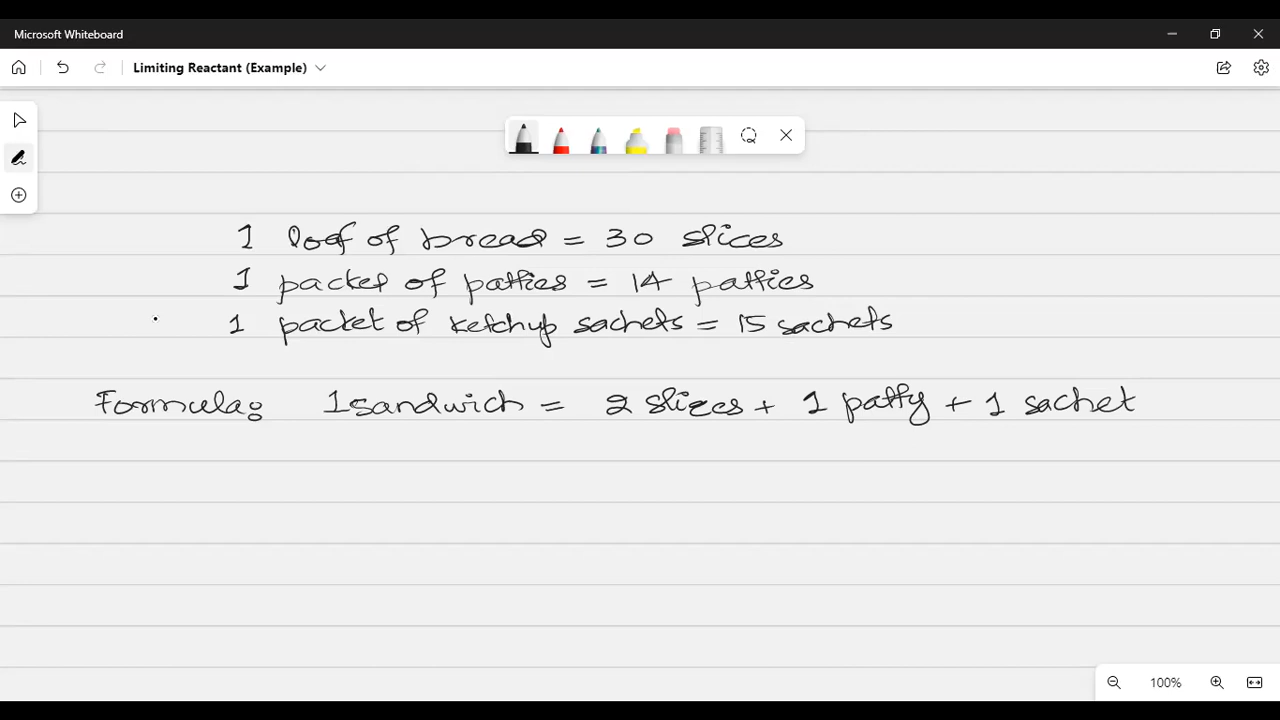 Microsoft Whiteboard
Limiting Reactant (Example)
1 loaf of bread = 30 slices
1 packet of patties = 14 patties
1 packet of ketchup sachets = 15 sachets
Formula: 1 sandwich = 2 slices + 1 patty + 1 sachet
100%